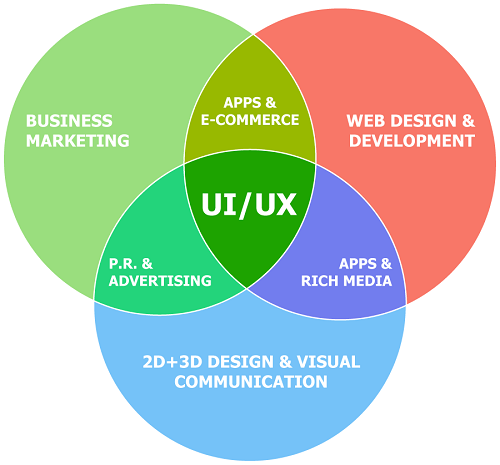 APPS &
E-COMMERCE
BUSINESS
MARKETING
WEB DESIGN &
DEVELOPMENT
UI/UX
P.R. &
ADVERTISING
APPS &
RICH MEDIA
2D+3D DESIGN & VISUAL
COMMUNICATION